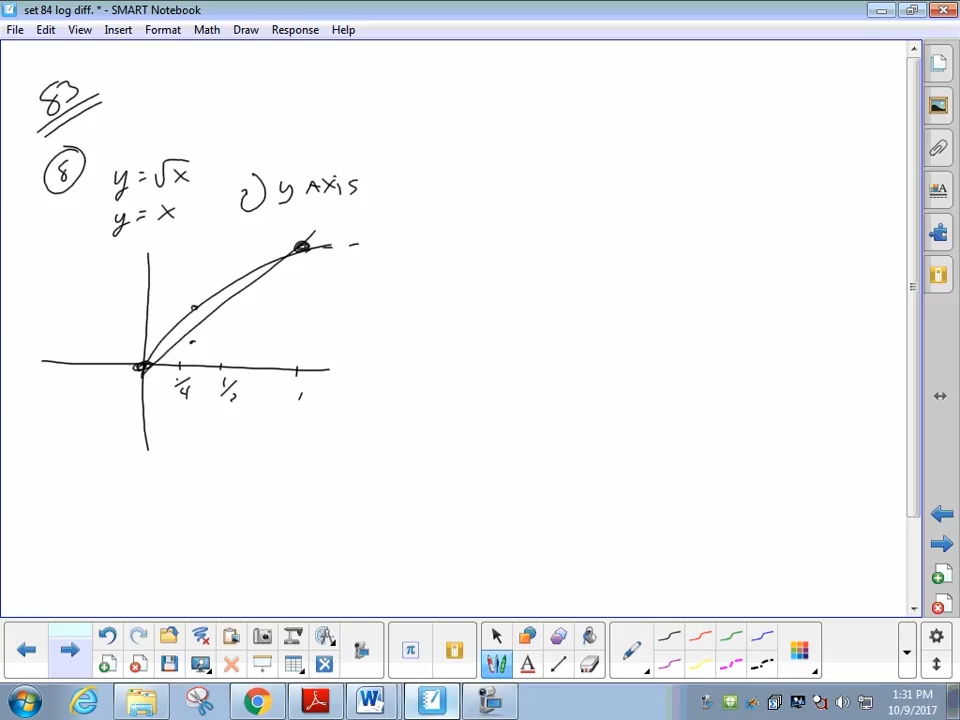 set 84 log diff. * - SMART Notebook
File Edit View Insert Format Math Draw Response Help
83
8 y = √x
2) y AXIS
y = x
1/4 1/2 1
1:31 PM
10/9/2017